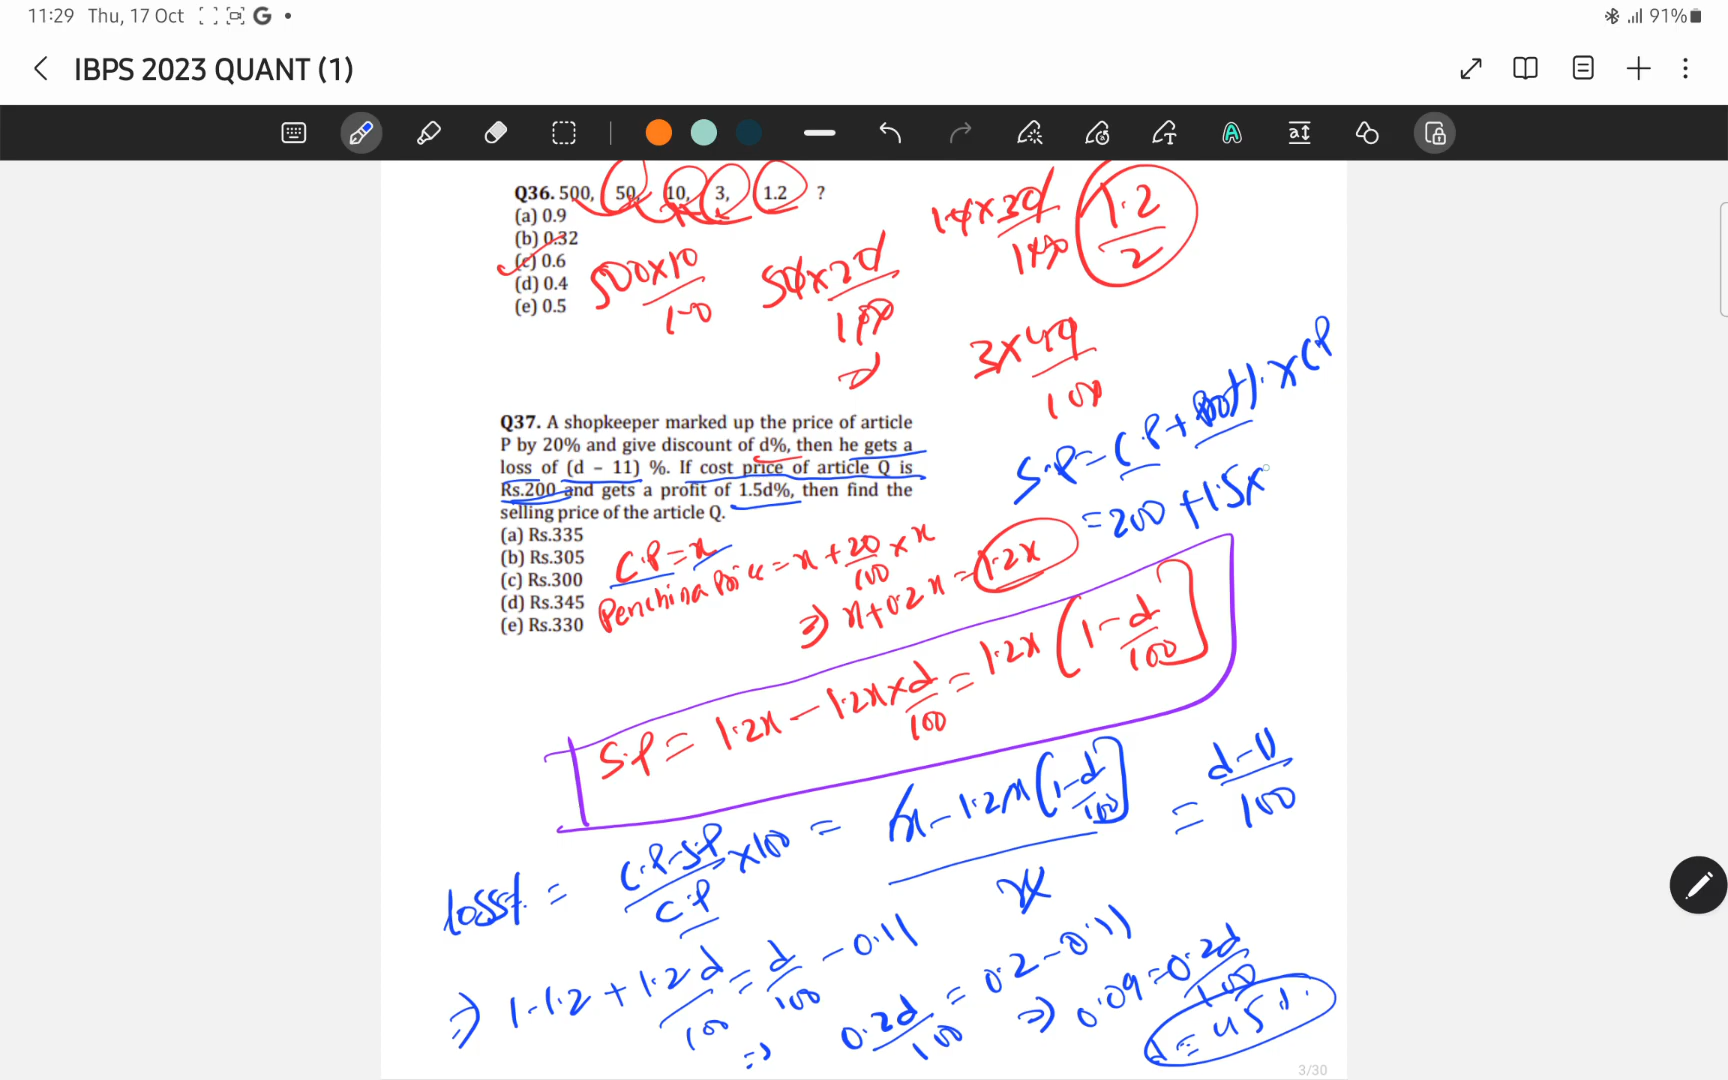 11:29 Thu, 17 Oct
91%
IBPS 2023 QUANT (1)
Q36. 500, 50, 10, 3, 1.2 ?
(a) 0.9
(b) 0.32
(c) 0.6
(d) 0.4
(e) 0.5
500x10
100
50x20
100
10x30
100
1.2
2
3x40
100
Q37. A shopkeeper marked up the price of article
P by 20% and give discount of d%, then he gets a
loss of (d – 11) %. If cost price of article Q is
Rs.200 and gets a profit of 1.5d%, then find the
selling price of the article Q.
(a) Rs.335
(b) Rs.305
(c) Rs.300
(d) Rs.345
(e) Rs.330
= 200 + 1.5x
C.P = x
Penchina Price = x + 20/100 x x
=) x + 0.2x = 1.2x
S.P = 1.2x - 1.2x x d/100 = 1.2x (1 - d/100)
loss% = C.P-S.P/C.P x100 = x - 1.2x (1 - d/100) / x = d-11/100
=) 1-1.2 + 1.2d/100 = d/100 - 0.11
=) 0.2d/100 = 0.2 - 0.11
=) 0.09 = 0.2d/100
d = 45%
3/30